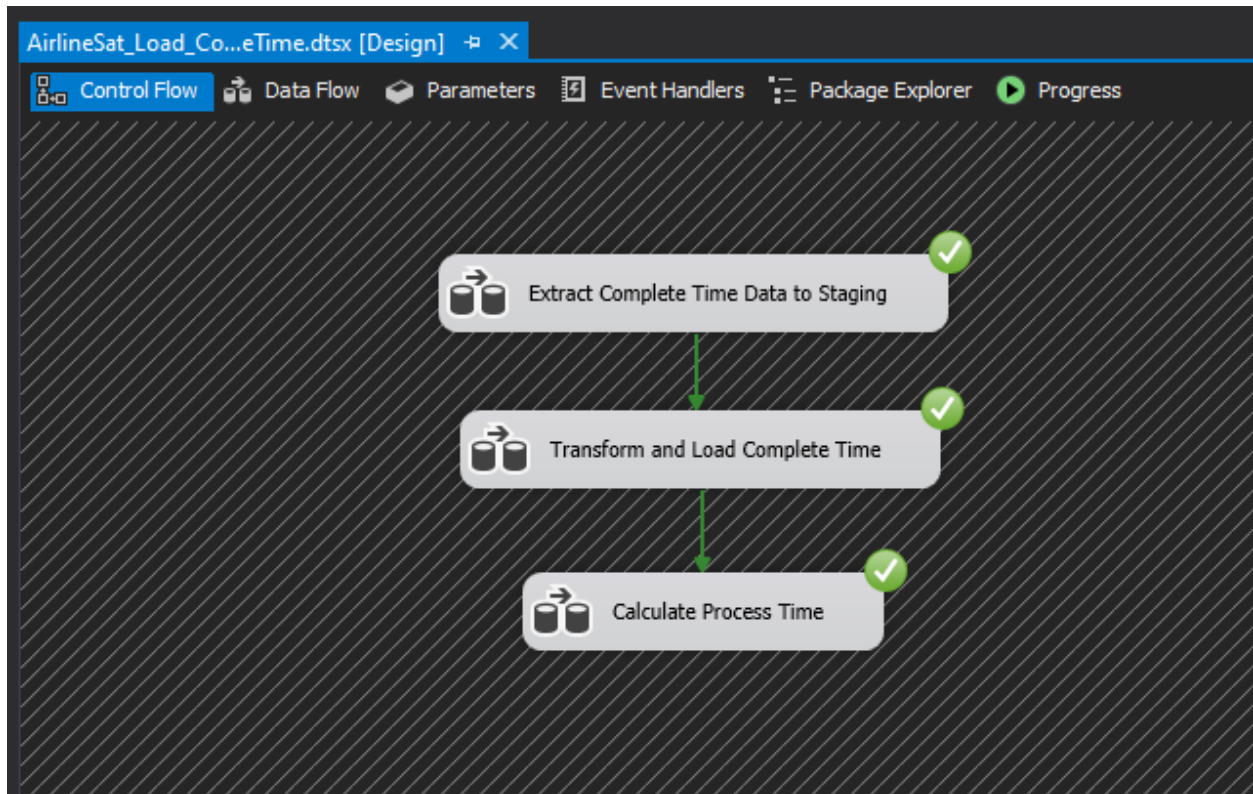 AirlineSat_Load_Co...eTime.dtsx [Design]
Control Flow Data Flow Parameters Event Handlers Package Explorer Progress
Extract Complete Time Data to Staging
Transform and Load Complete Time
Calculate Process Time